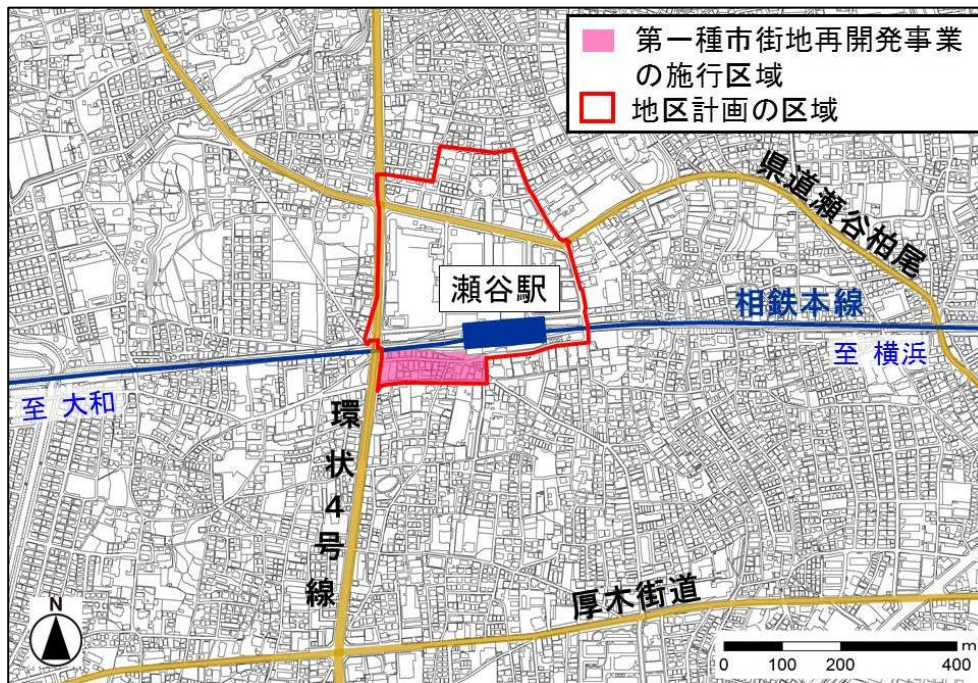 第一種市街地再開発事業
の施行区域
地区計画の区域
県道瀬谷柏尾
瀬谷駅
相鉄本線
至 横浜
至 大和
環状4号線
厚木街道
N
m
0 100 200 400